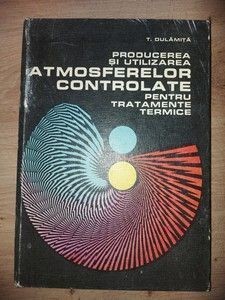 T. DULĂMIȚĂ
PRODUCEREA
ȘI UTILIZAREA
ATMOSFERELOR
CONTROLATE
PENTRU
TRATAMENTE
TERMICE